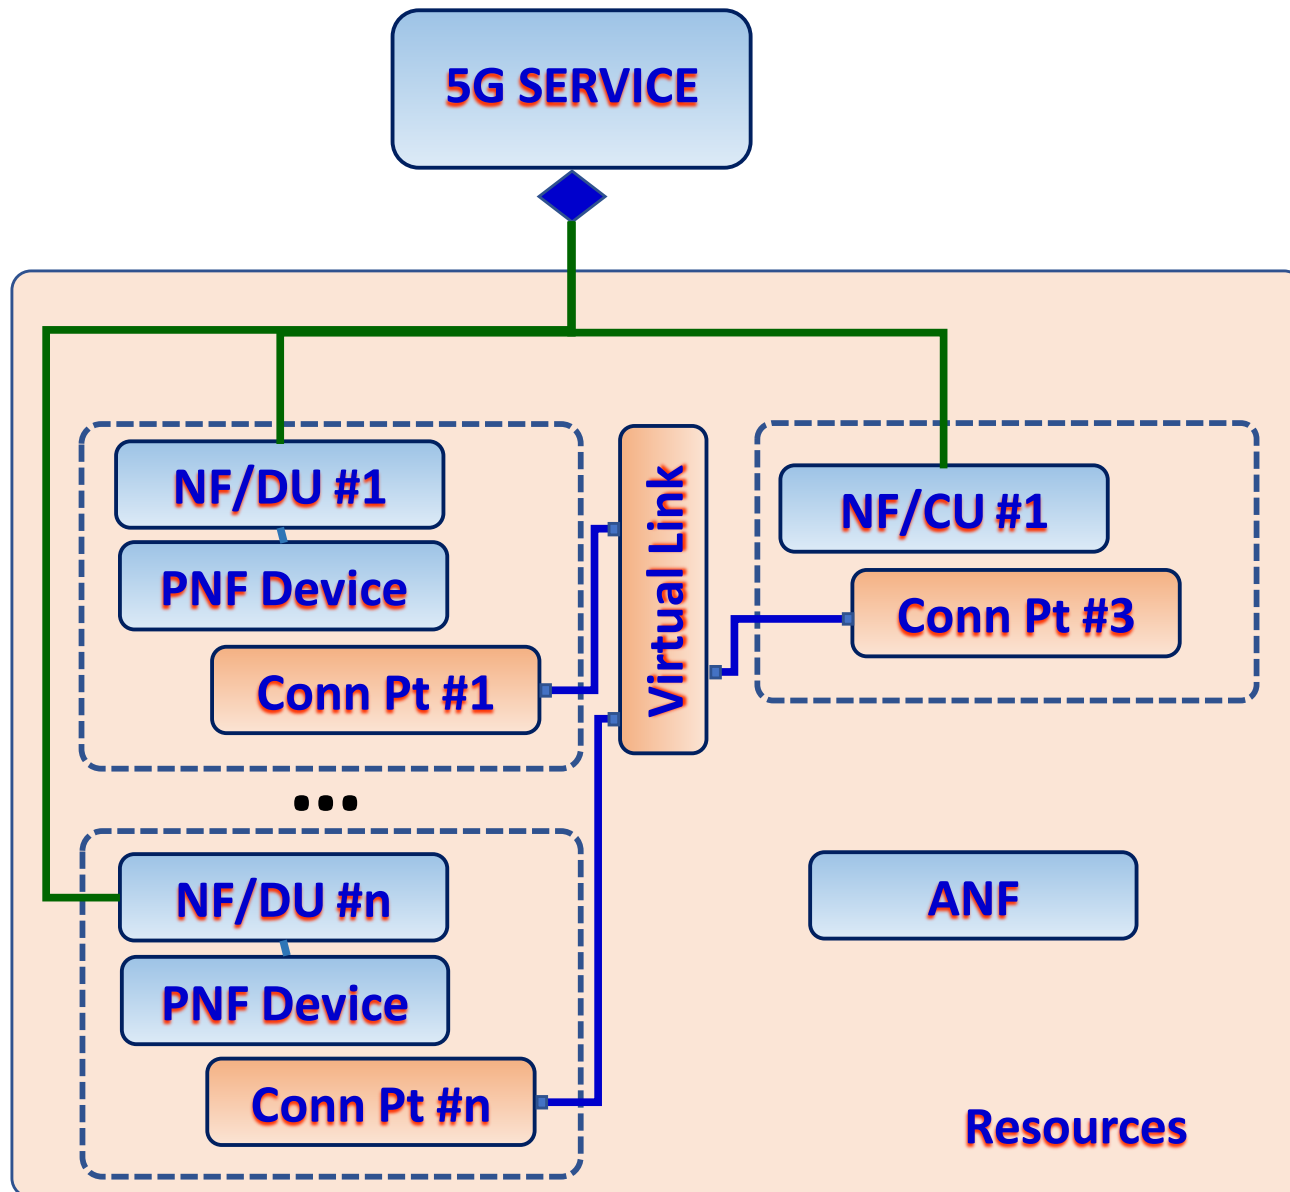 5G SERVICE
NF/DU #1
PNF Device
Conn Pt #1
Virtual Link
NF/CU #1
Conn Pt #3
...
NF/DU #n
PNF Device
Conn Pt #n
ANF
Resources